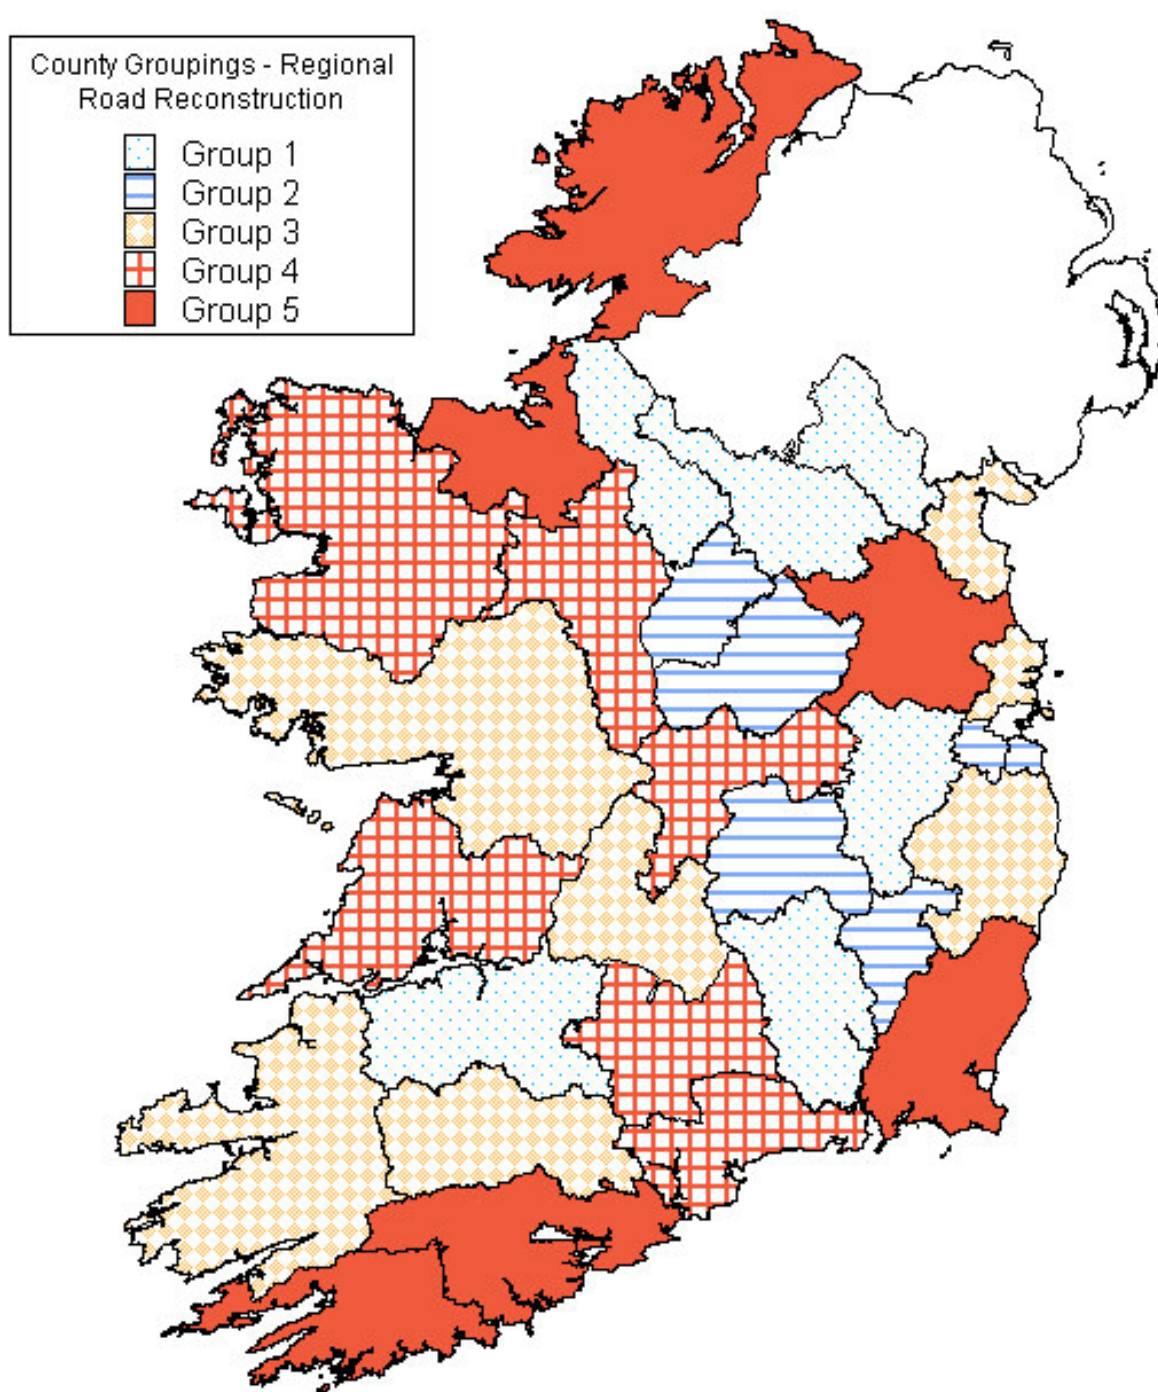 County Groupings - Regional
Road Reconstruction
Group 1
Group 2
Group 3
Group 4
Group 5